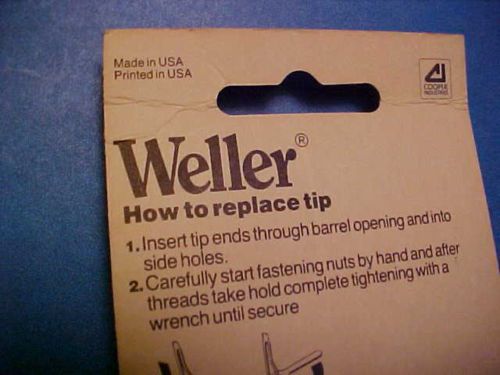 Made in USA
Printed in USA
COOPER
INDUSTRIES
Weller®
How to replace tip
1. Insert tip ends through barrel opening and into
side holes.
2. Carefully start fastening nuts by hand and after
threads take hold complete tightening with a
wrench until secure